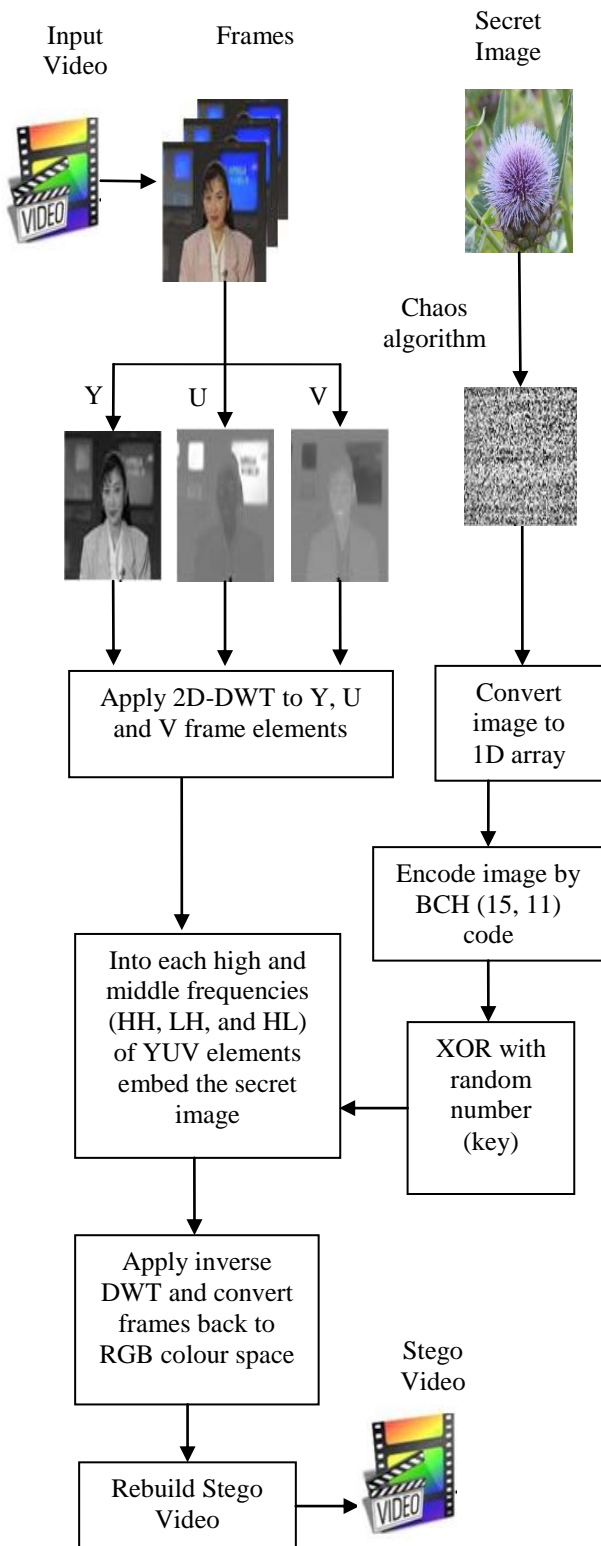 Input
Video
Frames
Secret
Image
VIDEO
Chaos
algorithm
Y
U
V
Apply 2D-DWT to Y, U
and V frame elements
Convert
image to
1D array
Encode image by
BCH (15, 11)
code
Into each high and
middle frequencies
(HH, LH, and HL)
of YUV elements
embed the secret
image
XOR with
random
number
(key)
Apply inverse
DWT and convert
frames back to
RGB colour space
Stego
Video
Rebuild Stego
Video
VIDEO